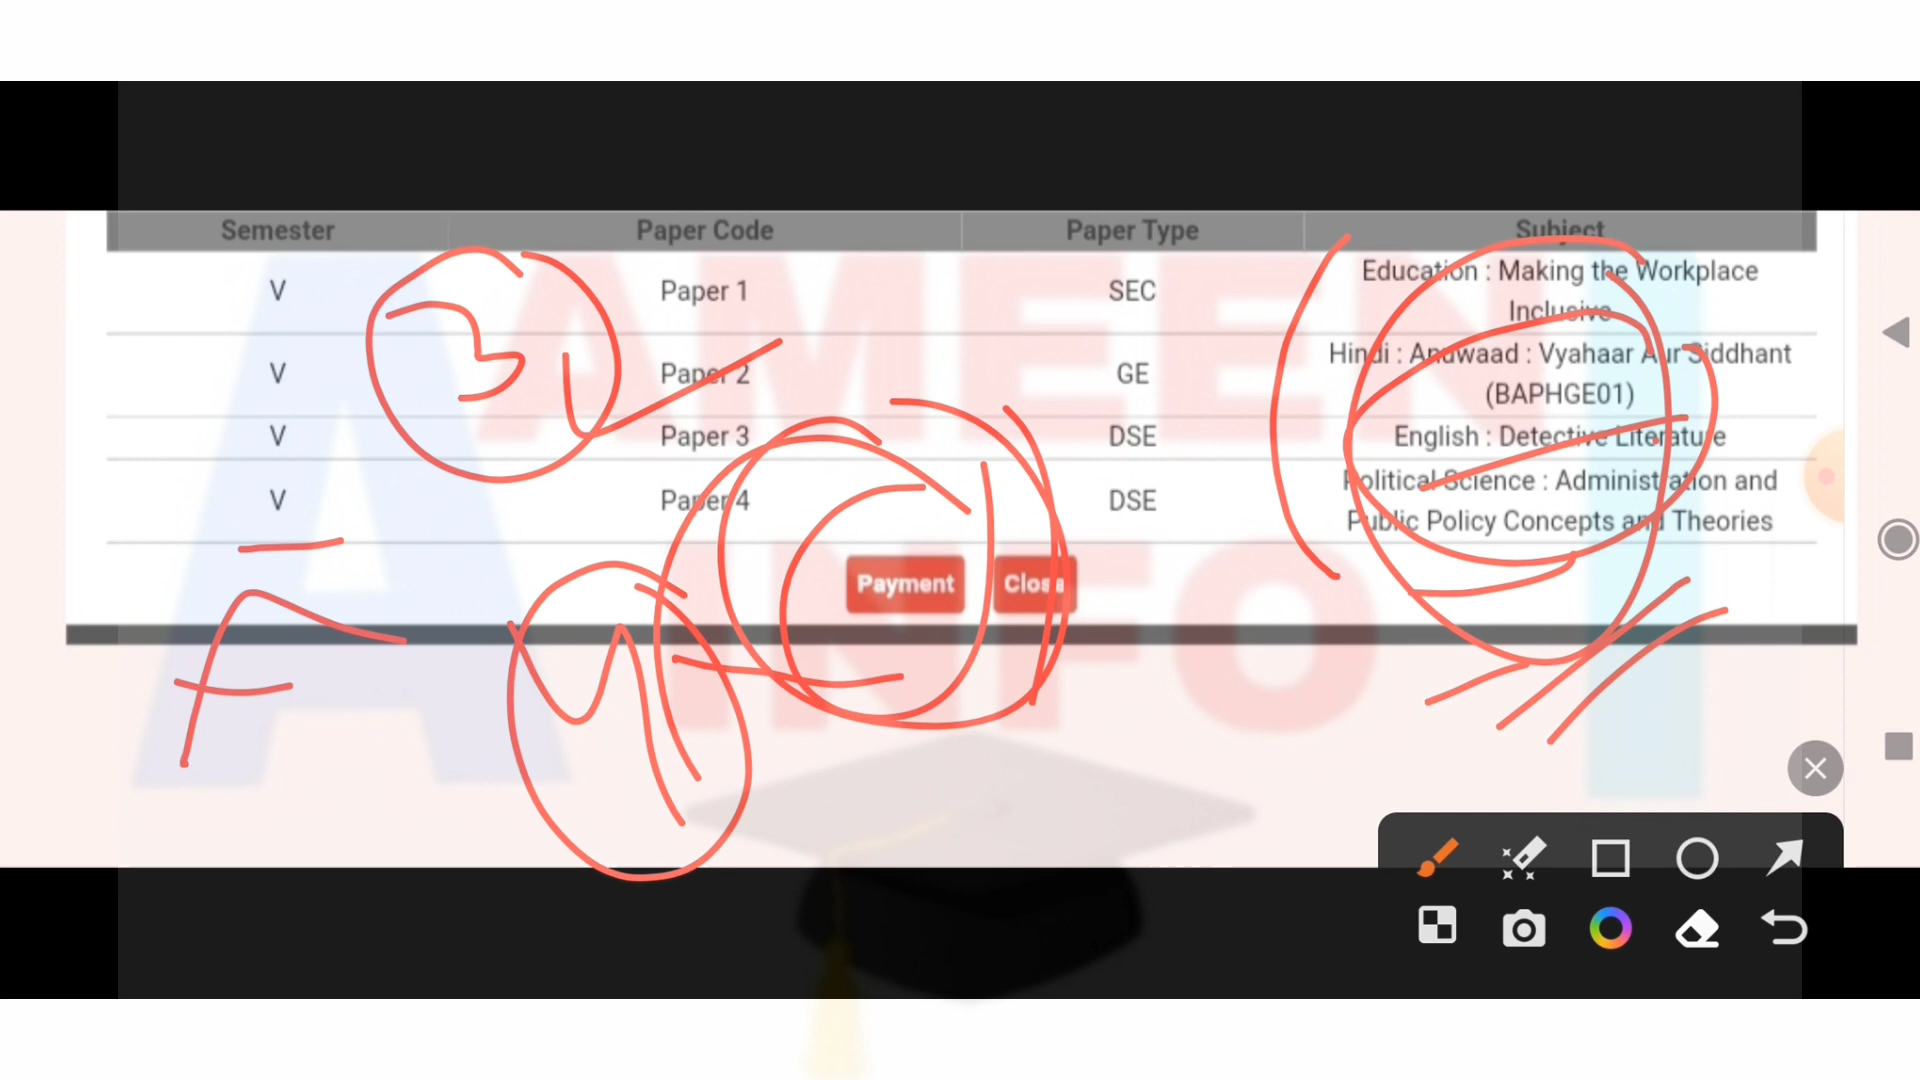 Semester Paper Code Paper Type Subject
V Paper 1 SEC Education : Making the Workplace
Inclusive
V Paper 2 GE Hindi : Anuwaad : Vyahaar Aur Siddhant
(BAPHGE01)
V Paper 3 DSE English : Detective Literature
V Paper 4 DSE Political Science : Administration and
Public Policy Concepts and Theories
Payment Close
AMEEN
INFO